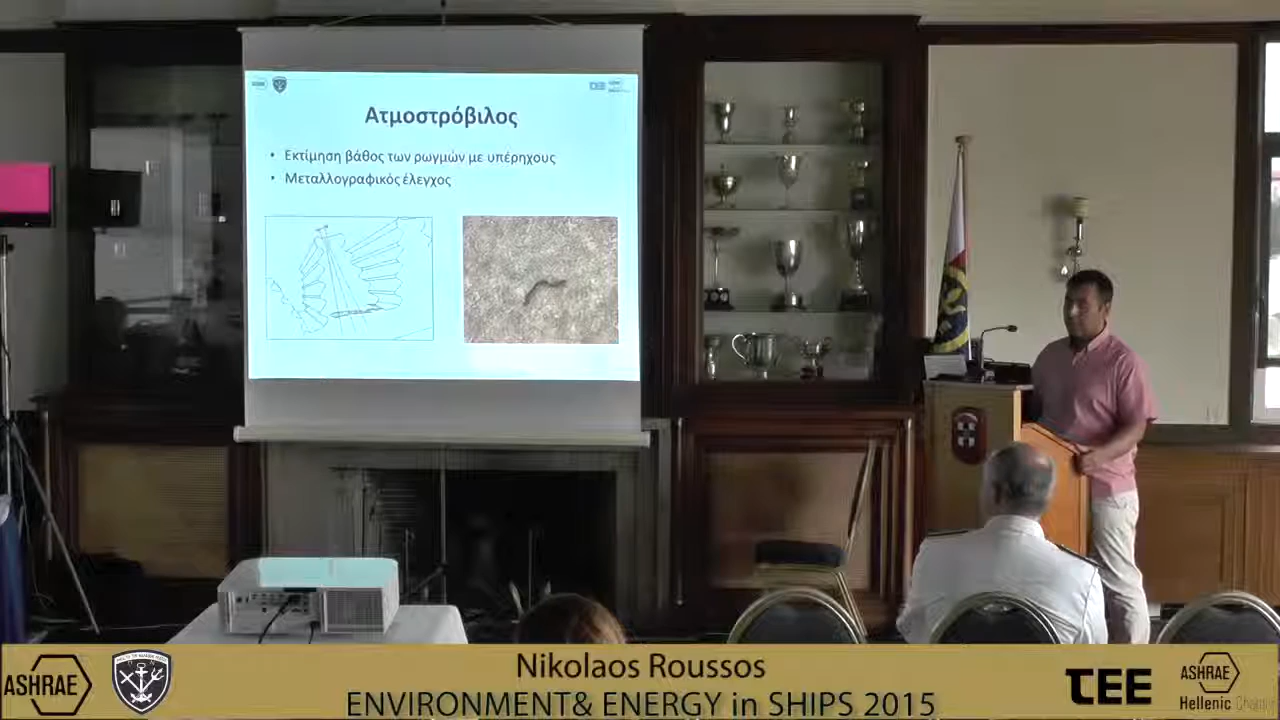 Ατμοστρόβιλος
• Εκτίμηση βάθος των ρωγμών με υπέρηχους
• Μεταλλογραφικός έλεγχος
Nikolaos Roussos
ENVIRONMENT& ENERGY in SHIPS 2015
ASHRAE
TEE
ASHRAE
Hellenic